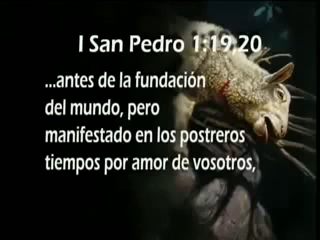 I San Pedro 1:19,20
...antes de la fundación
del mundo, pero
manifestado en los postreros
tiempos por amor de vosotros,